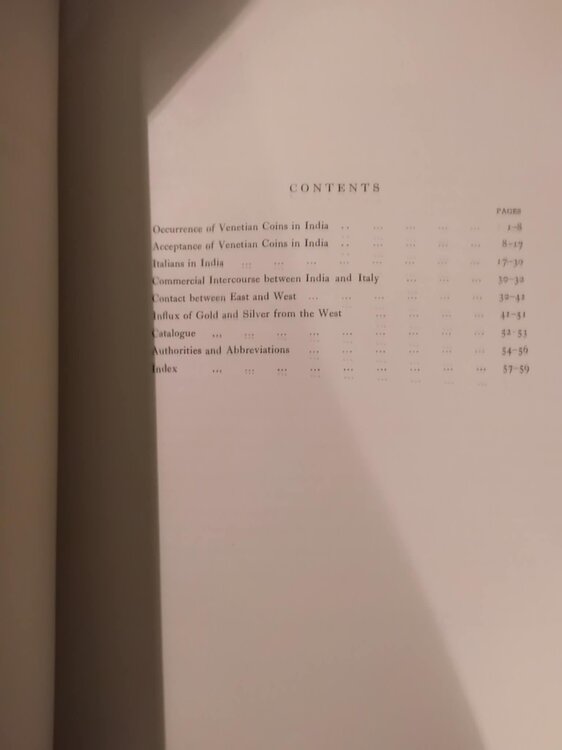 CONTENTS
PAGES
Occurrence of Venetian Coins in India .. ... ... ... ... 1-8
Acceptance of Venetian Coins in India .. ... ... ... ... 8-17
Italians in India ... ... ... ... ... ... ... ... 17-30
Commercial Intercourse between India and Italy ... ... ... 30-32
Contact between East and West ... ... ... ... ... ... 32-41
Influx of Gold and Silver from the West ... ... ... ... 41-51
Catalogue ... ... ... ... ... ... ... ... ... 52-53
Authorities and Abbreviations ... ... ... ... ... ... 54-56
Index ... ... ... ... ... ... ... ... ... 57-59